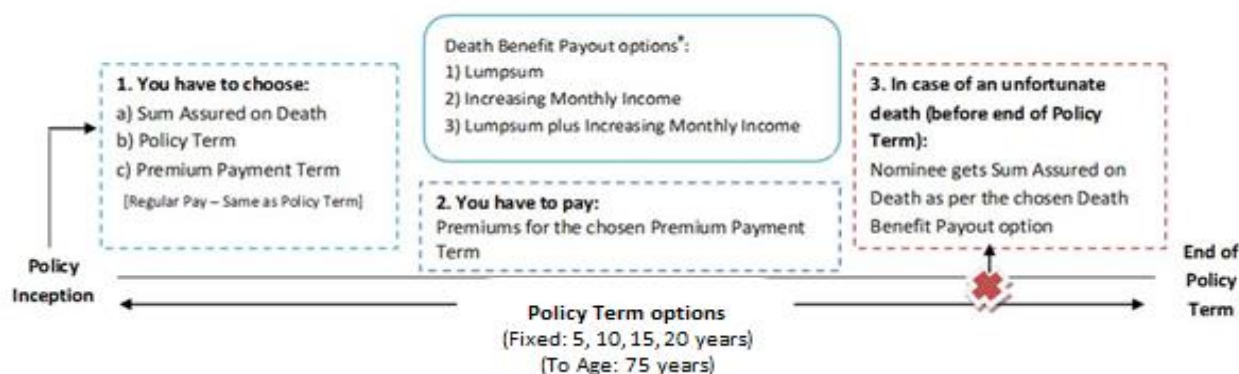 Death Benefit Payout options*:
1) Lumpsum
2) Increasing Monthly Income
3) Lumpsum plus Increasing Monthly Income
1. You have to choose:
a) Sum Assured on Death
b) Policy Term
c) Premium Payment Term
[Regular Pay – Same as Policy Term]
2. You have to pay:
Premiums for the chosen Premium Payment
Term
3. In case of an unfortunate
death (before end of Policy
Term):
Nominee gets Sum Assured on
Death as per the chosen Death
Benefit Payout option
Policy
Inception
End of
Policy
Term
Policy Term options
(Fixed: 5, 10, 15, 20 years)
(To Age: 75 years)